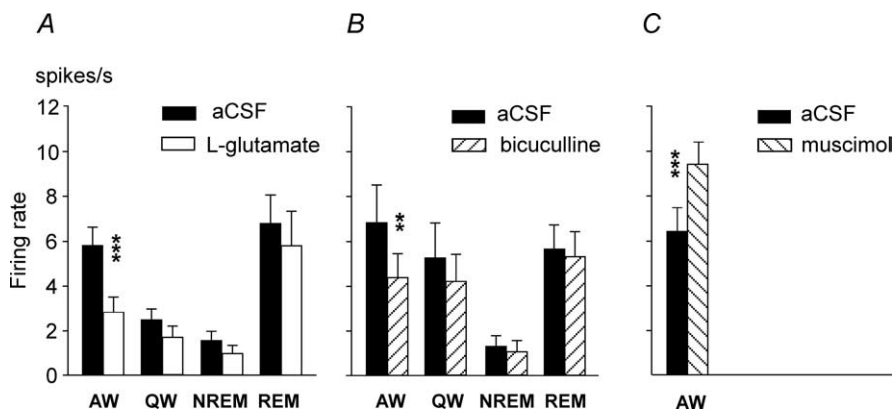 A
B
C
spikes/s
12
10
8
6
4
2
0
Firing rate
aCSF
L-glutamate
***
AW QW NREM REM
aCSF
bicuculline
**
AW QW NREM REM
aCSF
muscimol
***
AW